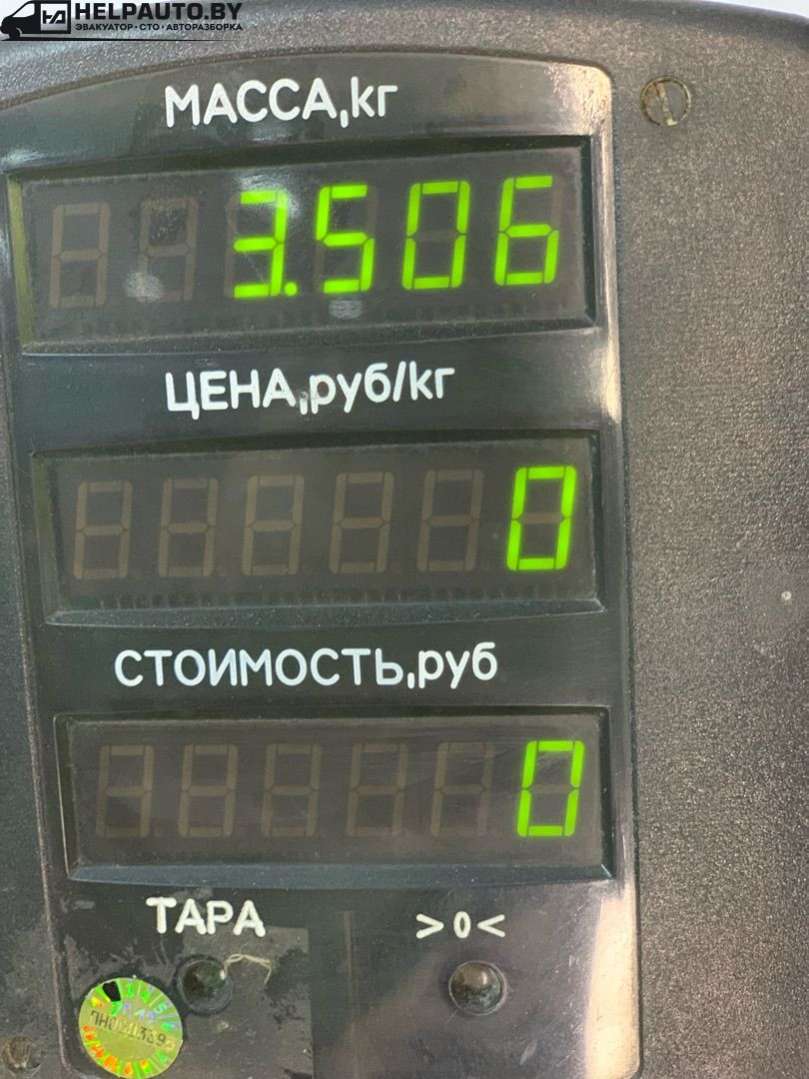 HELPAUTO.BY
ЭВАКУАТОР • СТО • АВТОРАЗБОРКА
МАССА,кг
3.506
ЦЕНА,руб/кг
0
СТОИМОСТЬ,руб
0
ТАРА >0<